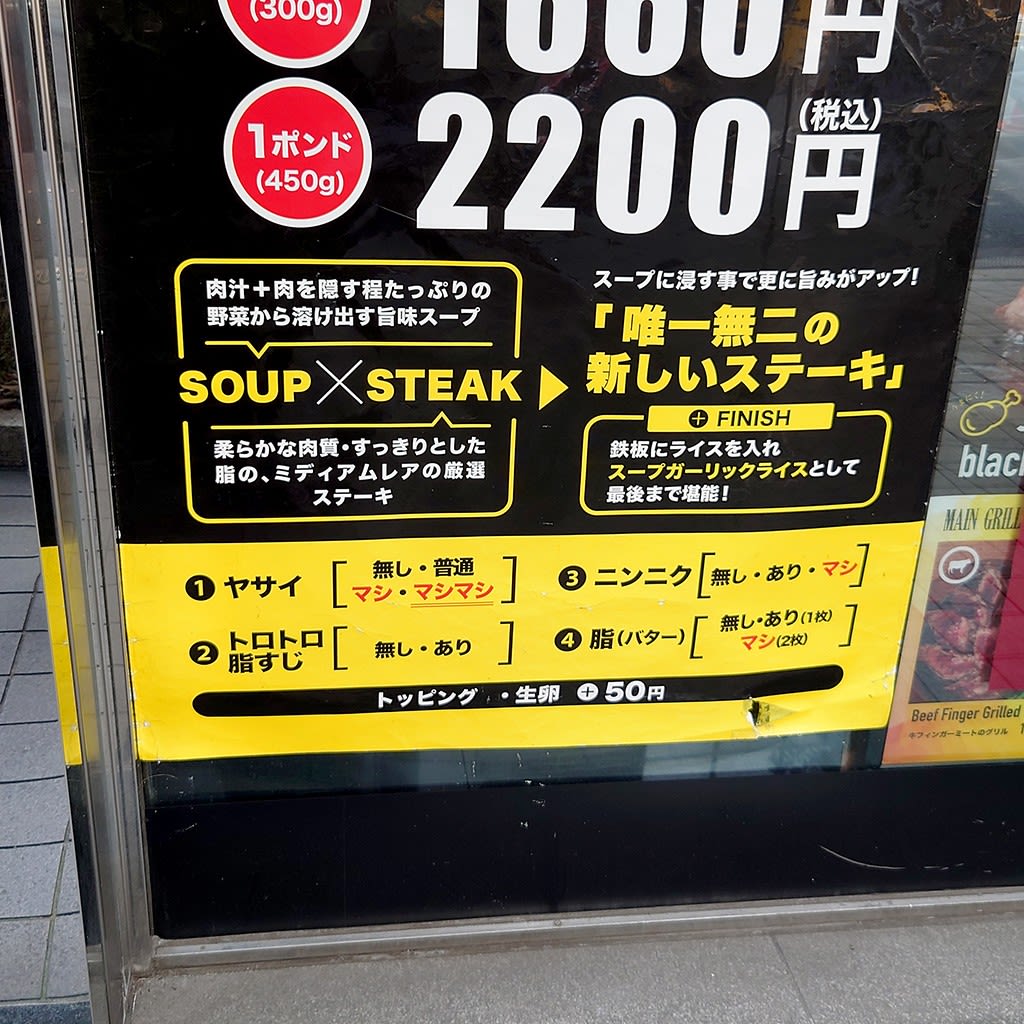 (300g)
円
1ポンド
(450g)
2200円
(税込)
肉汁+肉を隠す程たっぷりの
野菜から溶け出す旨味スープ
SOUP×STEAK
柔らかな肉質・すっきりとした
脂の、ミディアムレアの厳選
ステーキ
スープに浸す事で更に旨みがアップ!
「唯一無二の
新しいステーキ」
+ FINISH
鉄板にライスを入れ
スープガーリックライスとして
最後まで堪能!
❶ ヤサイ [無し・普通
マシ・マシマシ]
❷ トロトロ
脂すじ [無し・あり]
❸ ニンニク [無し・あり・マシ]
❹ 脂(バター) [無し・あり(1枚)
マシ(2枚)]
トッピング ・生卵 +50円
MAIN GRILL
Beef Finger Grilled
牛フィンガーミートのグリル